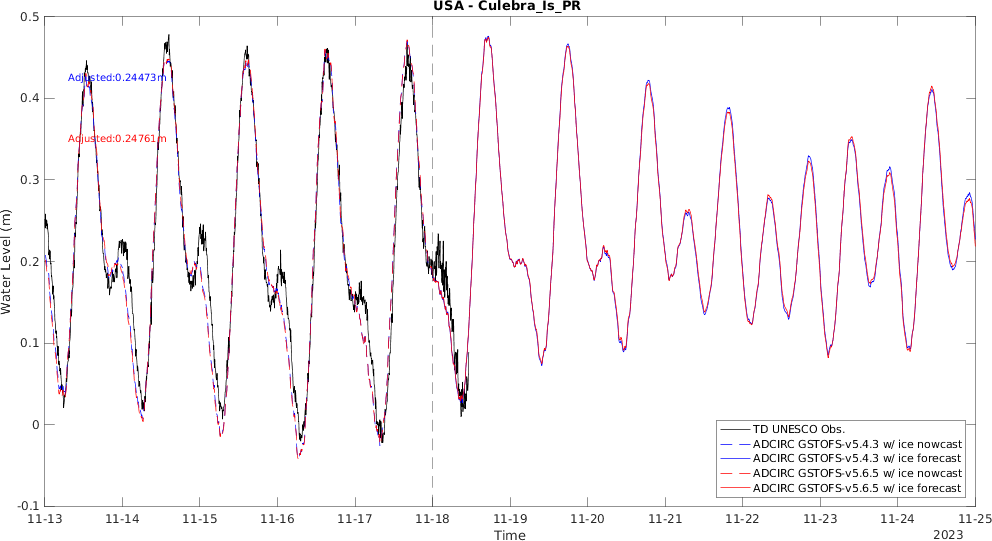 USA - Culebra_Is_PR
0.5
0.4
0.3
0.2
0.1
0
-0.1
Water Level (m)
Adjusted:0.24473m
Adjusted:0.24761m
TD UNESCO Obs.
ADCIRC GSTOFS-v5.4.3 w/ ice nowcast
ADCIRC GSTOFS-v5.4.3 w/ ice forecast
ADCIRC GSTOFS-v5.6.5 w/ ice nowcast
ADCIRC GSTOFS-v5.6.5 w/ ice forecast
11-13 11-14 11-15 11-16 11-17 11-18 11-19 11-20 11-21 11-22 11-23 11-24 11-25
Time
2023